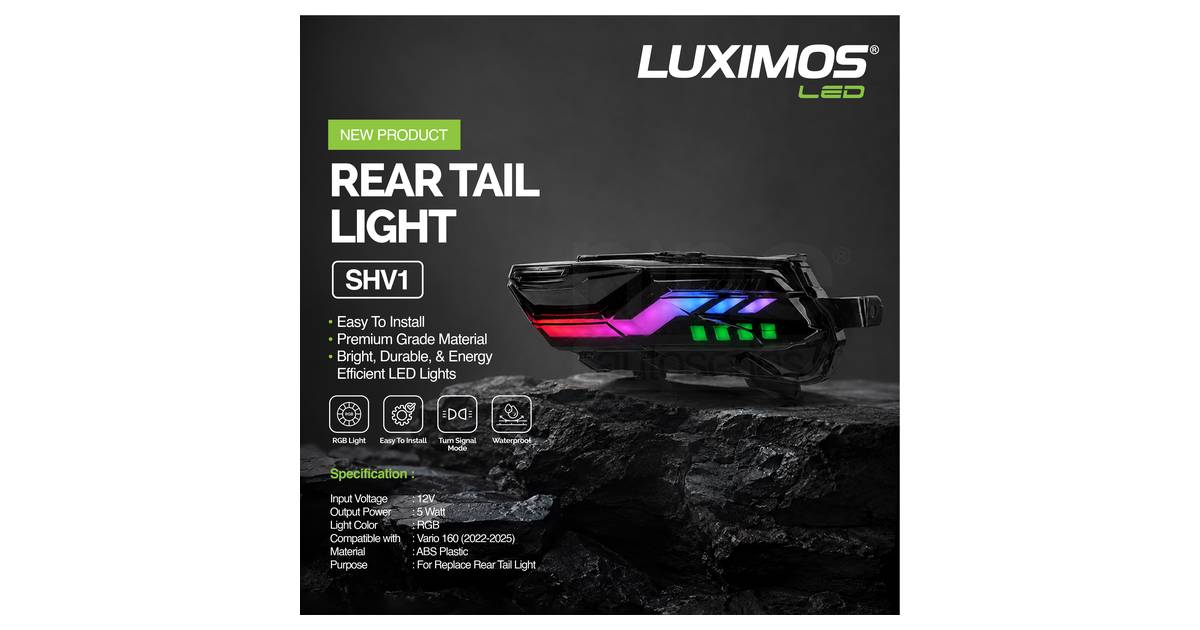 LUXIMOS®
LED
NEW PRODUCT
REAR TAIL
LIGHT
SHV1
• Easy To Install
• Premium Grade Material
• Bright, Durable, & Energy
Efficient LED Lights
RGB
RGB Light
Easy To Install
Turn Signal
Mode
Waterproof
Specification :
Input Voltage : 12V
Output Power : 5 Watt
Light Color : RGB
Compatible with : Vario 160 (2022-2025)
Material : ABS Plastic
Purpose : For Replace Rear Tail Light